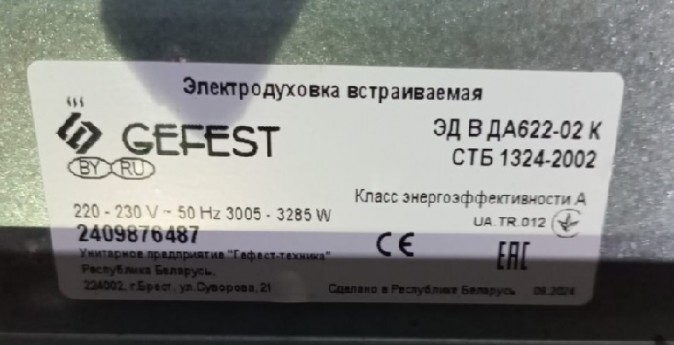 Электродуховка встраиваемая
GEFEST
ЭД В ДА622-02 К
BY RU
СТБ 1324-2002
Класс энергоэффективности А
220 - 230 V ~ 50 Hz 3005 - 3285 W
UA.TR.012
2409876487
CE
EAC
Унитарное предприятие "Гефест-техника"
Республика Беларусь,
224002, г.Брест, ул.Суворова, 21
Сделано в Республике Беларусь
09.2024